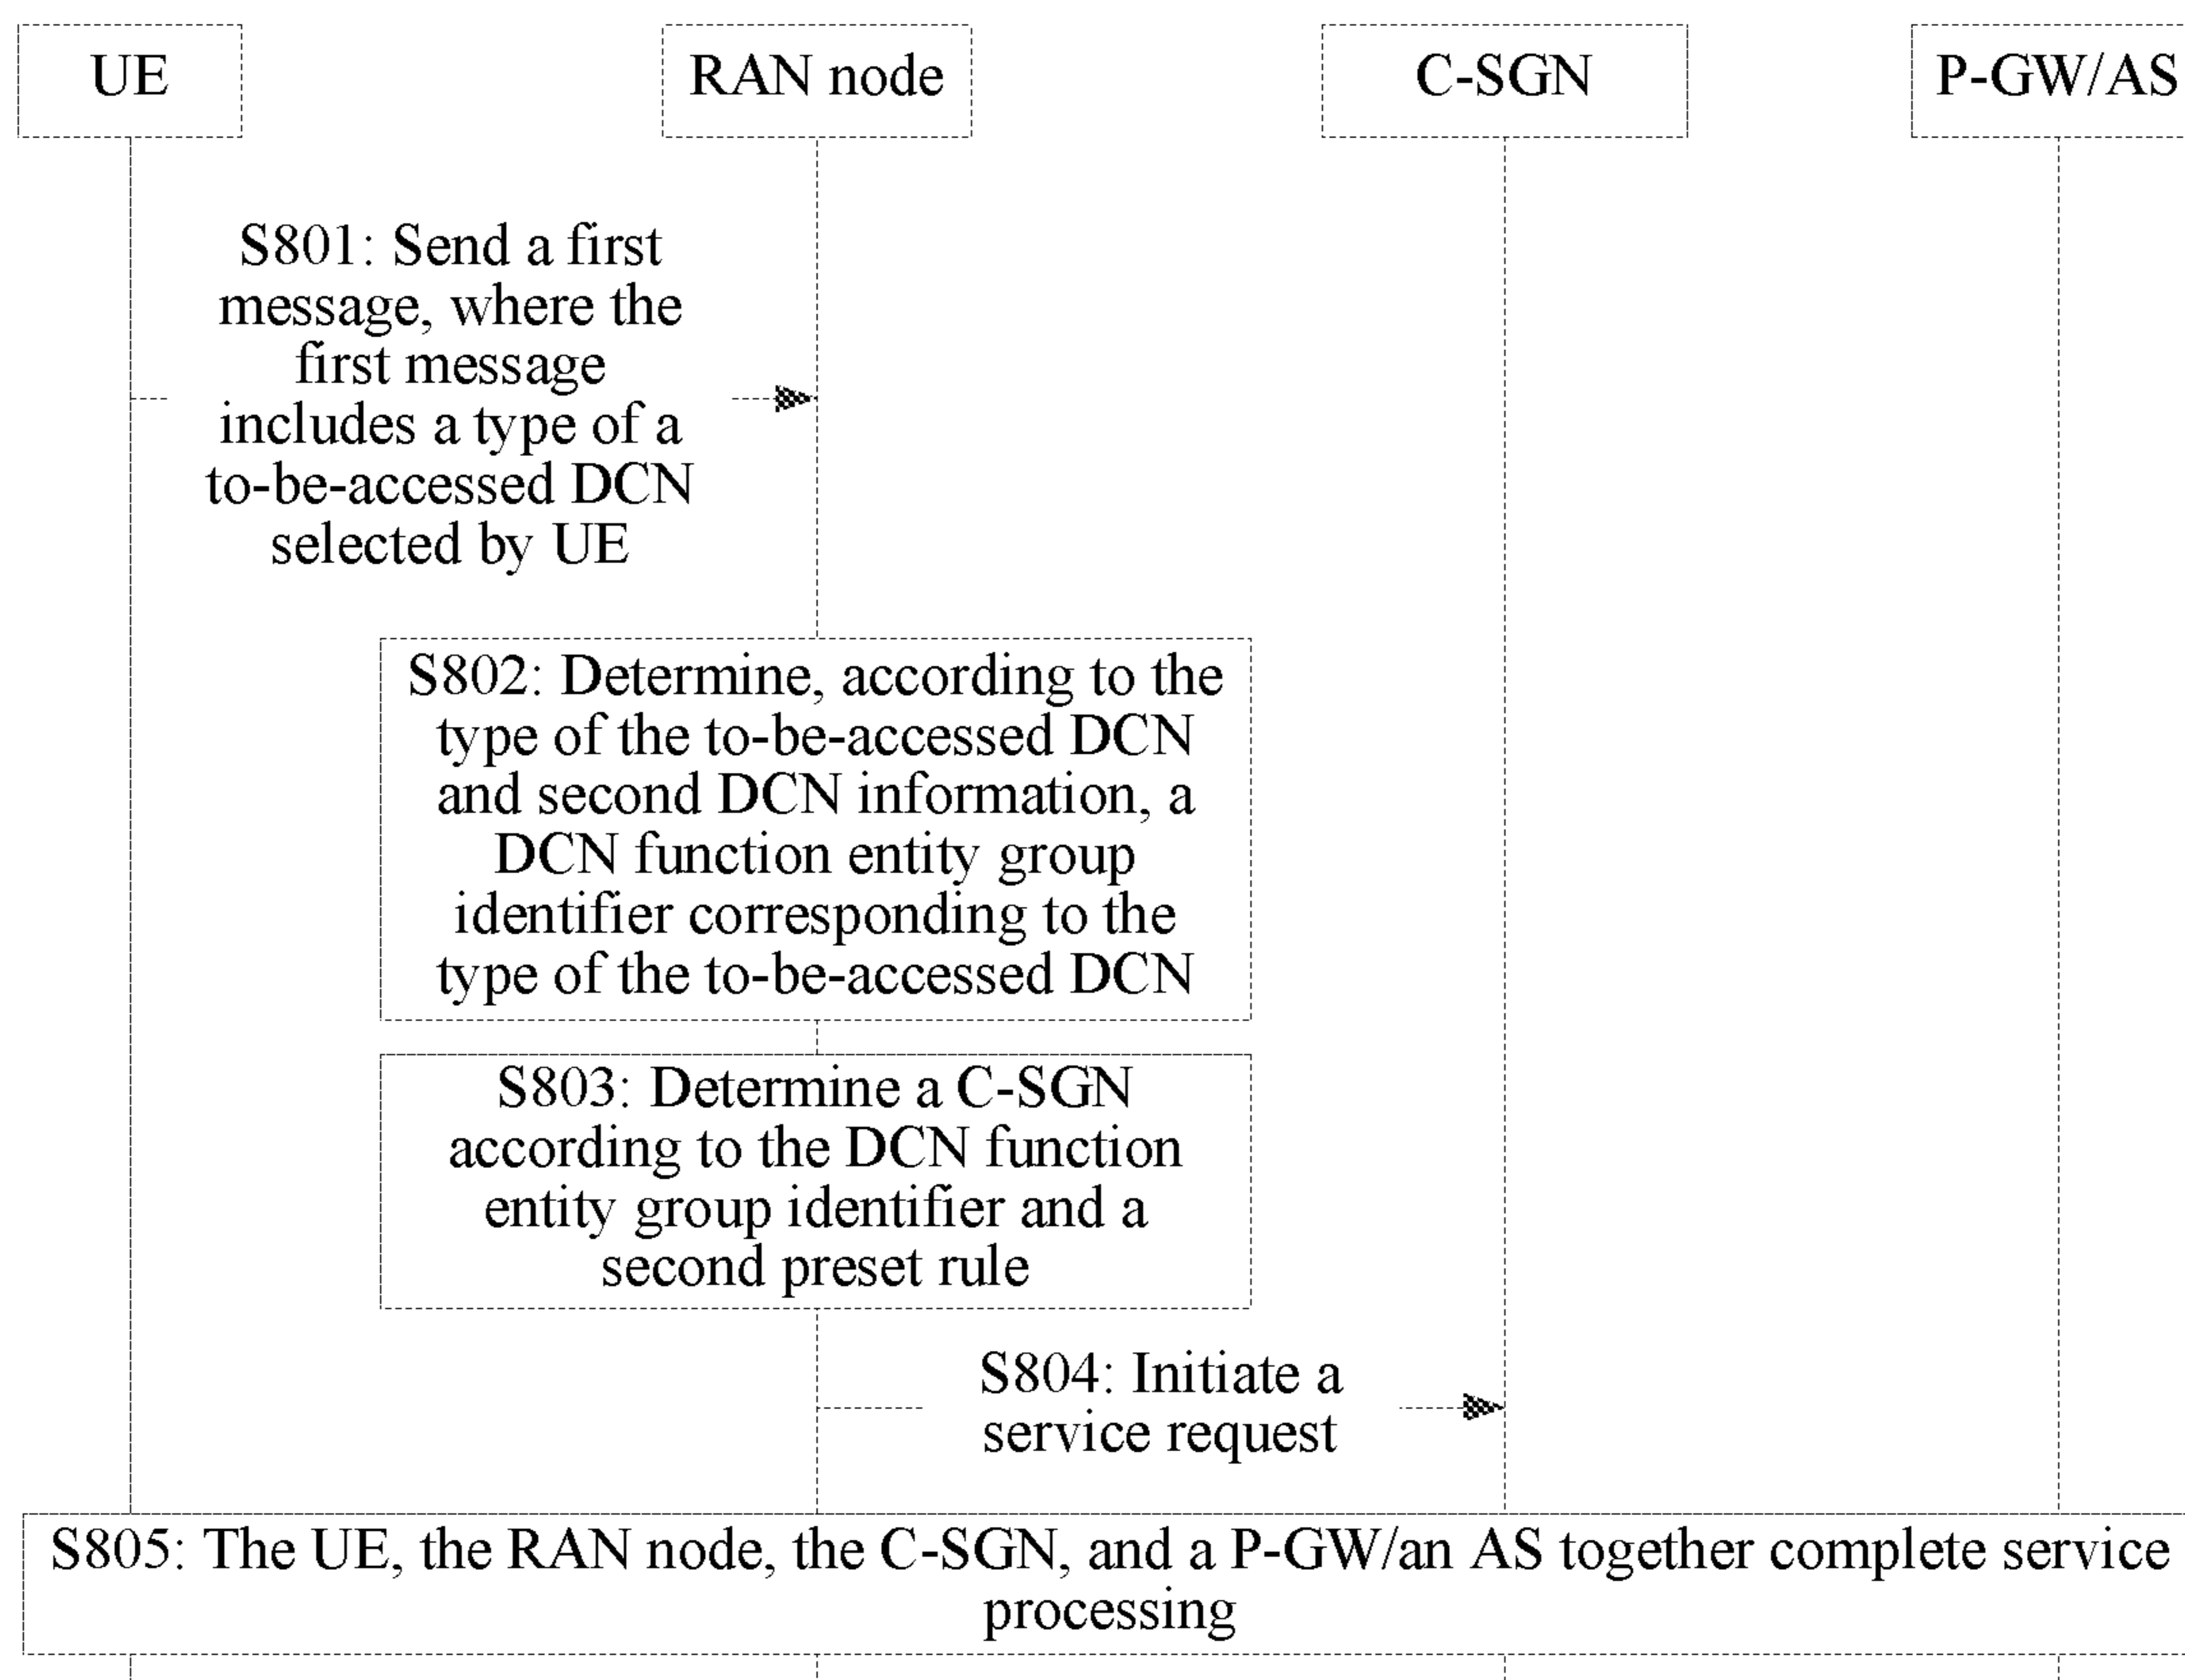 UE
RAN node
C-SGN
P-GW/AS
S801: Send a first
message, where the
first message
includes a type of a
to-be-accessed DCN
selected by UE
S802: Determine, according to the
type of the to-be-accessed DCN
and second DCN information, a
DCN function entity group
identifier corresponding to the
type of the to-be-accessed DCN
S803: Determine a C-SGN
according to the DCN function
entity group identifier and a
second preset rule
S804: Initiate a
service request
S805: The UE, the RAN node, the C-SGN, and a P-GW/an AS together complete service
processing